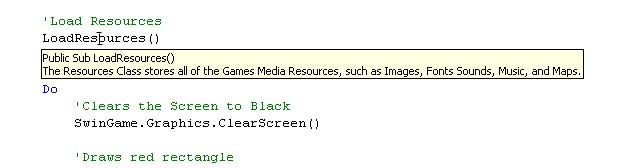 'Load Resources
LoadResources()
Public Sub LoadResources()
The Resources Class stores all of the Games Media Resources, such as Images, Fonts Sounds, Music, and Maps.
Do
'Clears the Screen to Black
SwinGame.Graphics.ClearScreen()
'Draws red rectangle